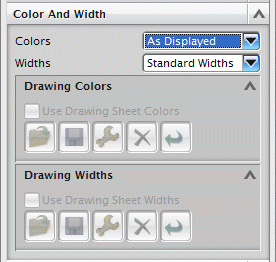 Color And Width
Colors As Displayed
Widths Standard Widths
Drawing Colors
Use Drawing Sheet Colors
Drawing Widths
Use Drawing Sheet Widths